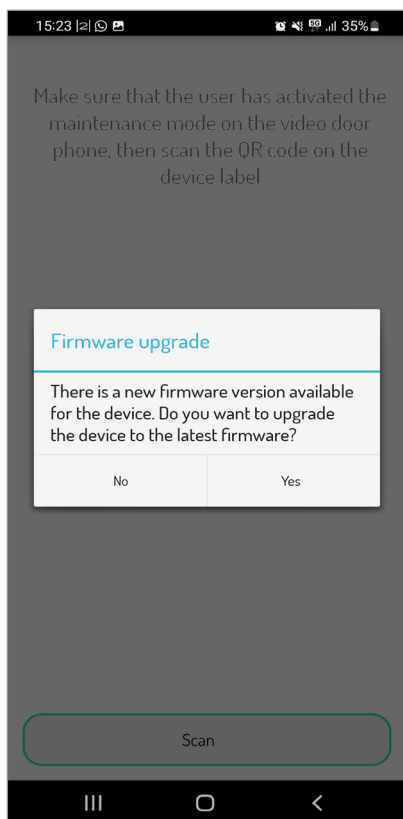 15:23 |2| 35%
Make sure that the user has activated the
maintenance mode on the video door
phone, then scan the QR code on the
device label
Firmware upgrade
There is a new firmware version available
for the device. Do you want to upgrade
the device to the latest firmware?
No Yes
Scan